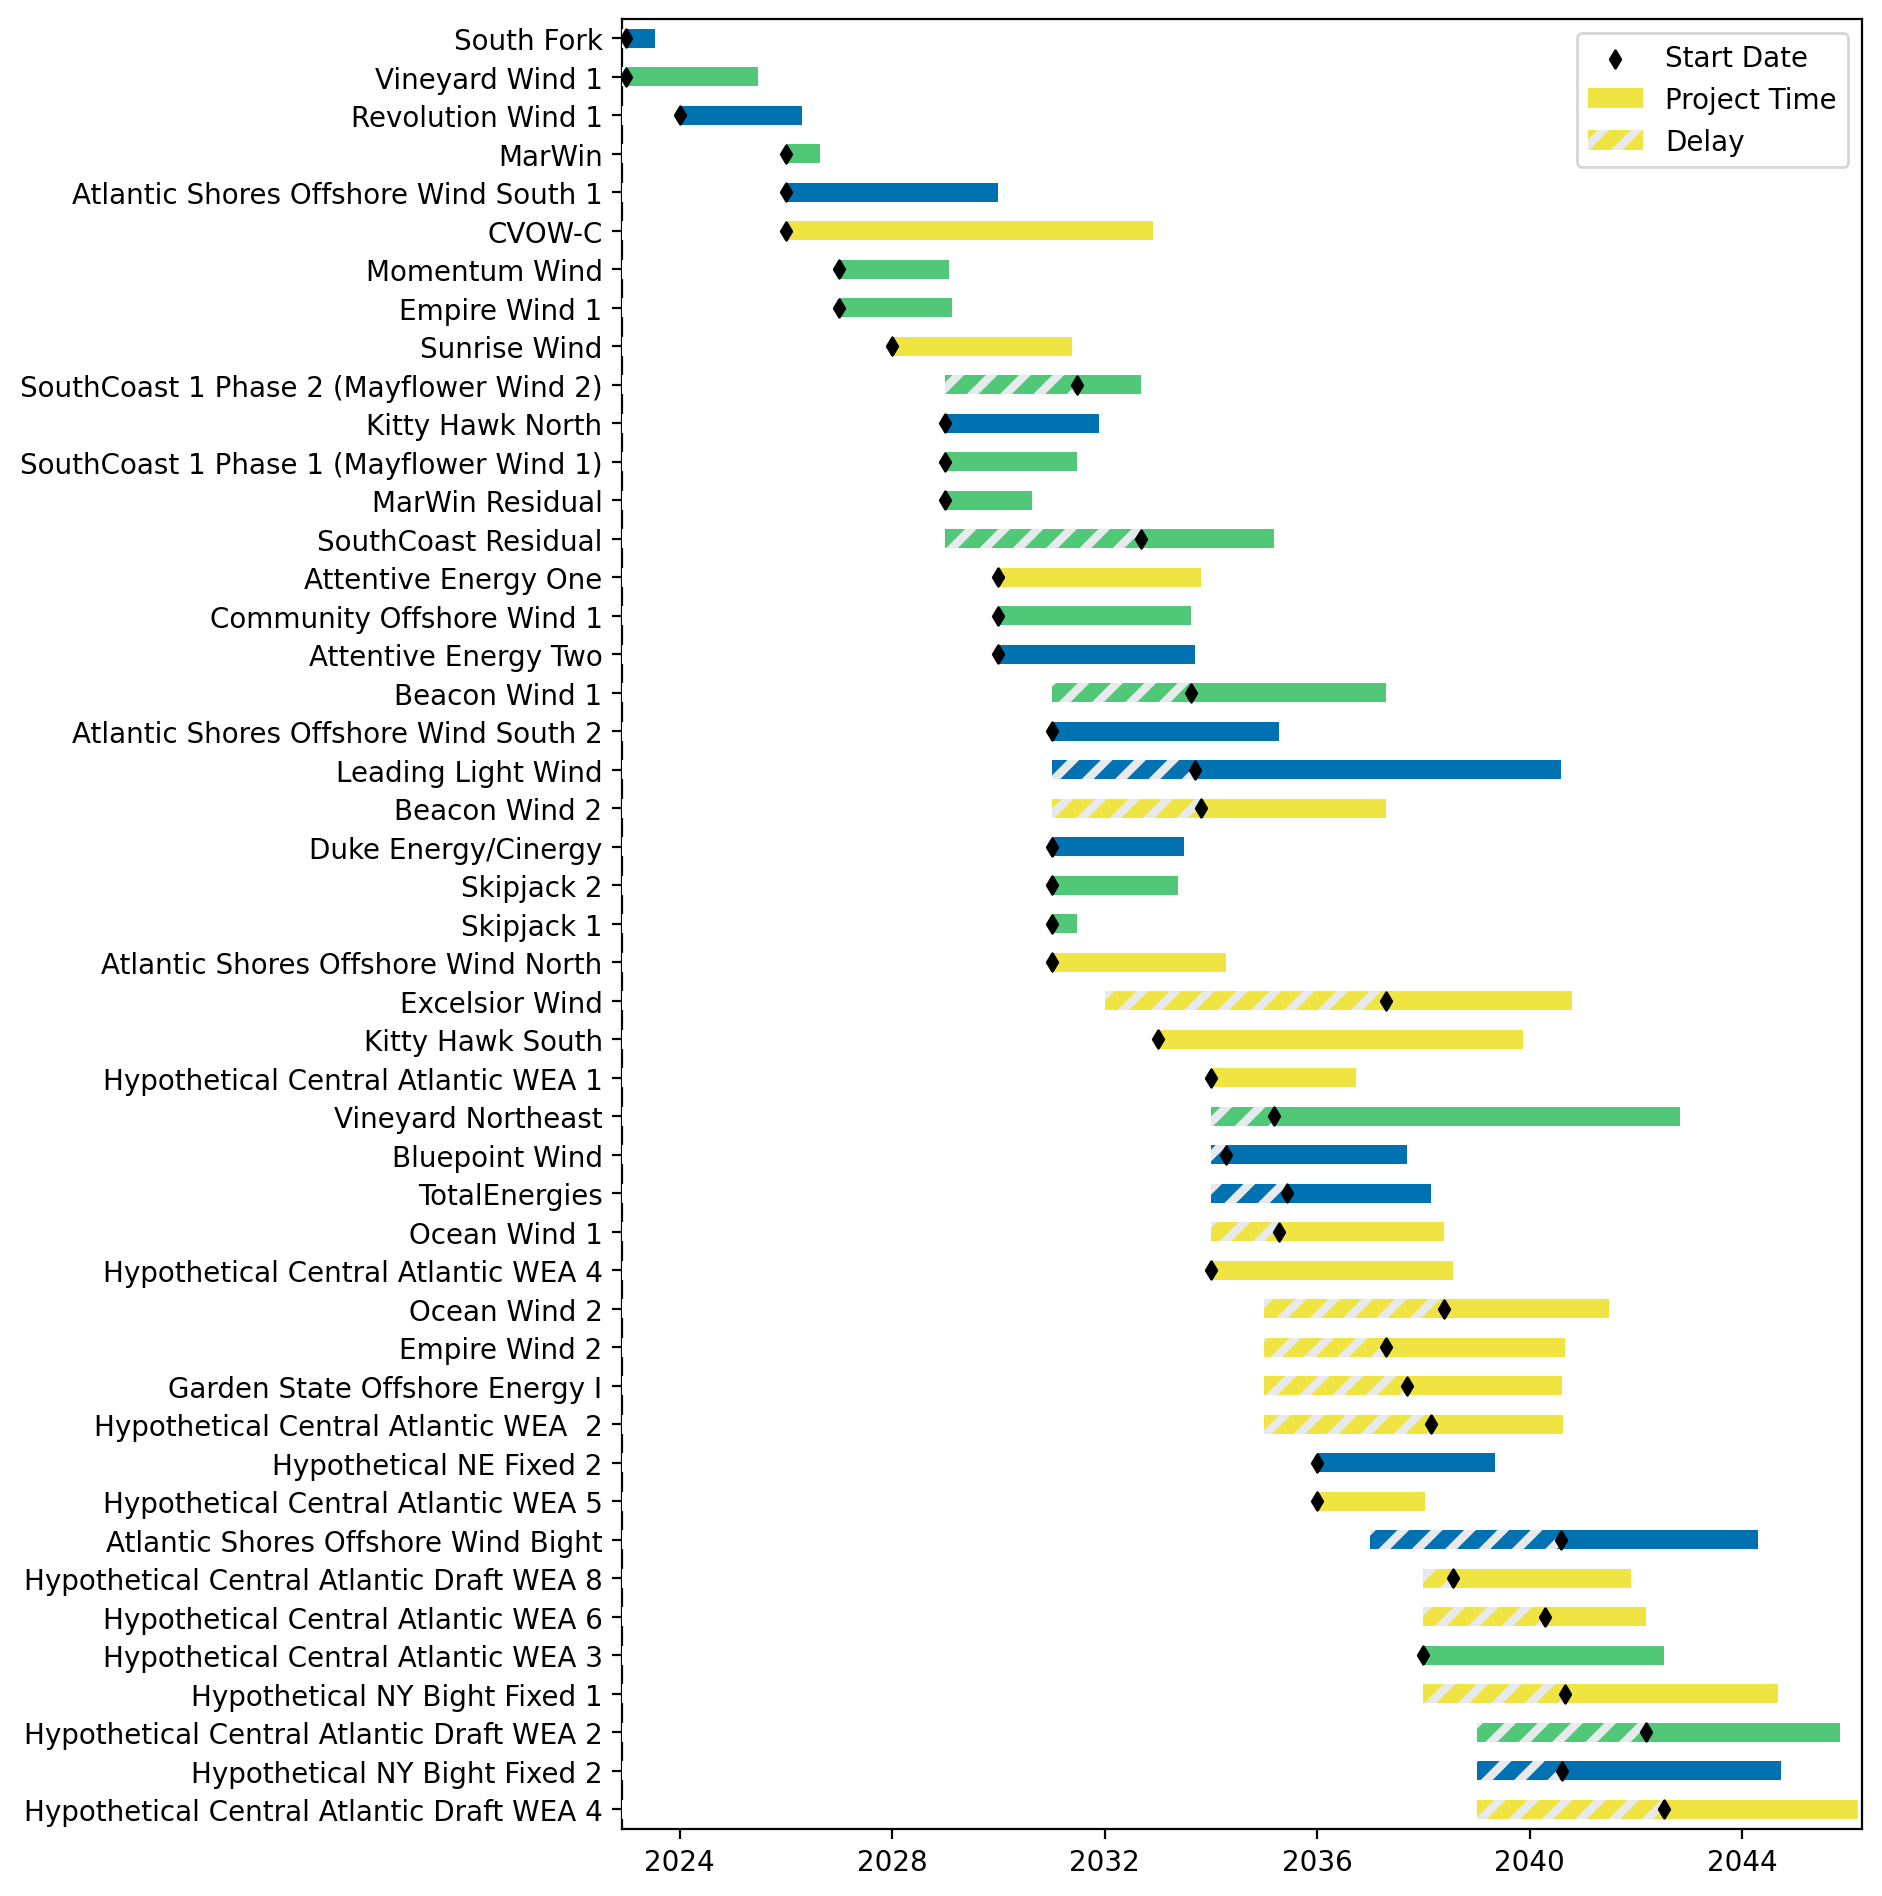 South Fork
Vineyard Wind 1
Revolution Wind 1
MarWin
Atlantic Shores Offshore Wind South 1
CVOW-C
Momentum Wind
Empire Wind 1
Sunrise Wind
SouthCoast 1 Phase 2 (Mayflower Wind 2)
Kitty Hawk North
SouthCoast 1 Phase 1 (Mayflower Wind 1)
MarWin Residual
SouthCoast Residual
Attentive Energy One
Community Offshore Wind 1
Attentive Energy Two
Beacon Wind 1
Atlantic Shores Offshore Wind South 2
Leading Light Wind
Beacon Wind 2
Duke Energy/Cinergy
Skipjack 2
Skipjack 1
Atlantic Shores Offshore Wind North
Excelsior Wind
Kitty Hawk South
Hypothetical Central Atlantic WEA 1
Vineyard Northeast
Bluepoint Wind
TotalEnergies
Ocean Wind 1
Hypothetical Central Atlantic WEA 4
Ocean Wind 2
Empire Wind 2
Garden State Offshore Energy I
Hypothetical Central Atlantic WEA  2
Hypothetical NE Fixed 2
Hypothetical Central Atlantic WEA 5
Atlantic Shores Offshore Wind Bight
Hypothetical Central Atlantic Draft WEA 8
Hypothetical Central Atlantic WEA 6
Hypothetical Central Atlantic WEA 3
Hypothetical NY Bight Fixed 1
Hypothetical Central Atlantic Draft WEA 2
Hypothetical NY Bight Fixed 2
Hypothetical Central Atlantic Draft WEA 4
Start Date
Project Time
Delay
2024 2028 2032 2036 2040 2044